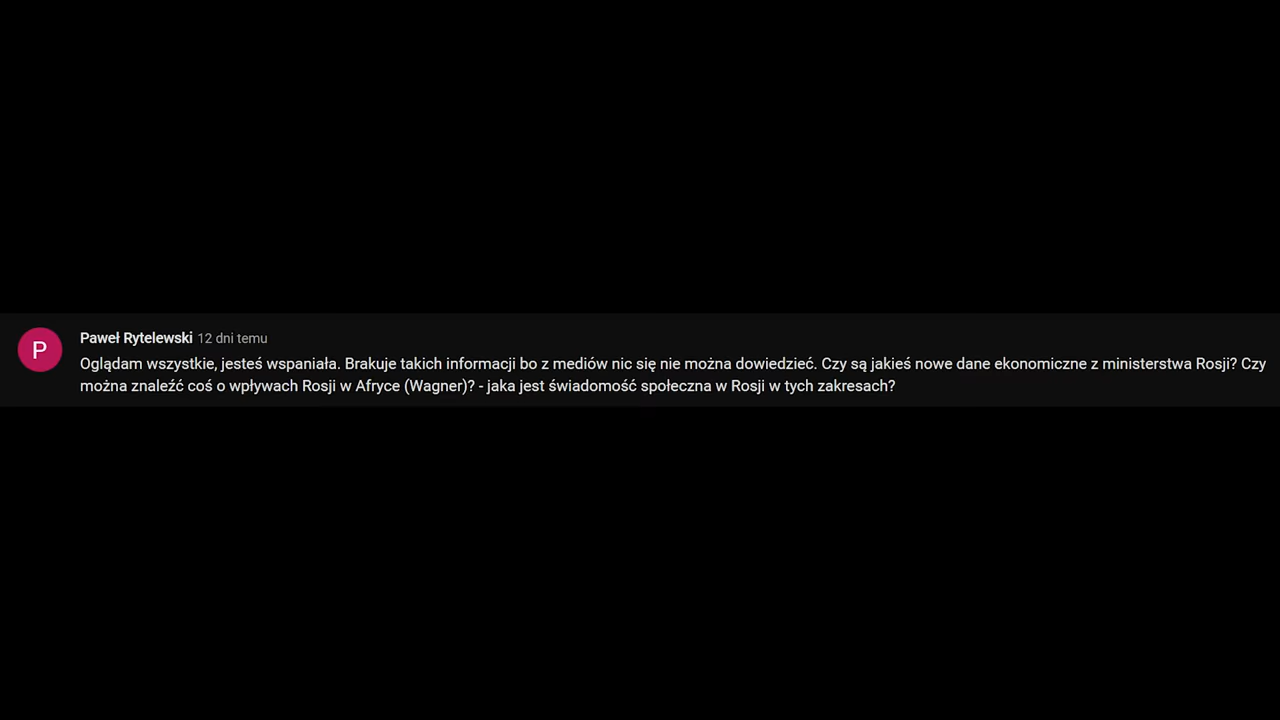 P
Paweł Rytelewski 12 dni temu
Oglądam wszystkie, jesteś wspaniała. Brakuje takich informacji bo z mediów nic się nie można dowiedzieć. Czy są jakieś nowe dane ekonomiczne z ministerstwa Rosji? Czy
można znaleźć coś o wpływach Rosji w Afryce (Wagner)? - jaka jest świadomość społeczna w Rosji w tych zakresach?